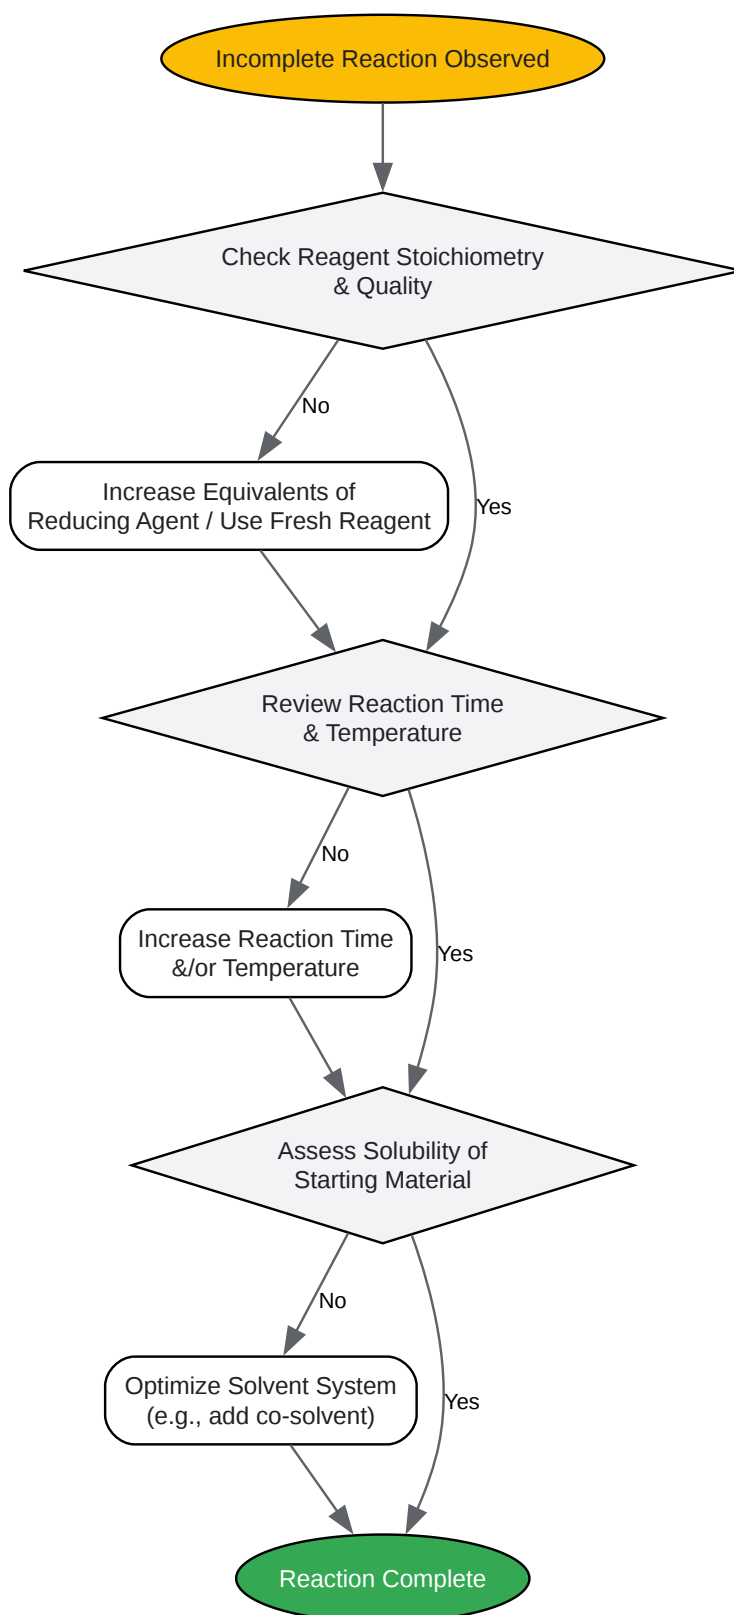 Incomplete Reaction Observed
Check Reagent Stoichiometry
& Quality
No
Increase Equivalents of
Reducing Agent / Use Fresh Reagent
Yes
Review Reaction Time
& Temperature
No
Increase Reaction Time
&/or Temperature
Yes
Assess Solubility of
Starting Material
No
Optimize Solvent System
(e.g., add co-solvent)
Yes
Reaction Complete